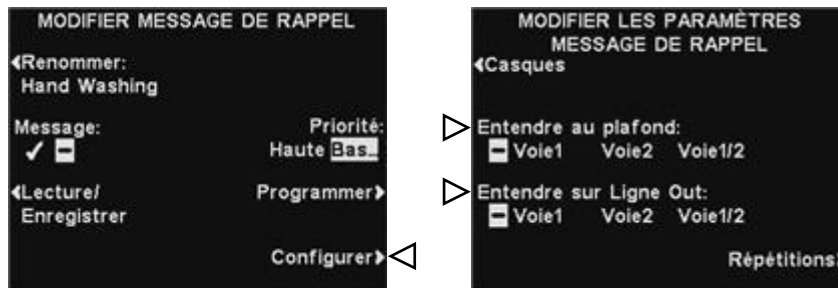 MODIFIER MESSAGE DE RAPPEL
Renommer:
Hand Washing
Message:
Priorité:
Haute Bas...
Lecture/
Enregistrer
Programmer
Configurer
MODIFIER LES PARAMÈTRES
MESSAGE DE RAPPEL
Casques
Entendre au plafond:
Voie1 Voie2 Voie1/2
Entendre sur Ligne Out:
Voie1 Voie2 Voie1/2
Répétitions